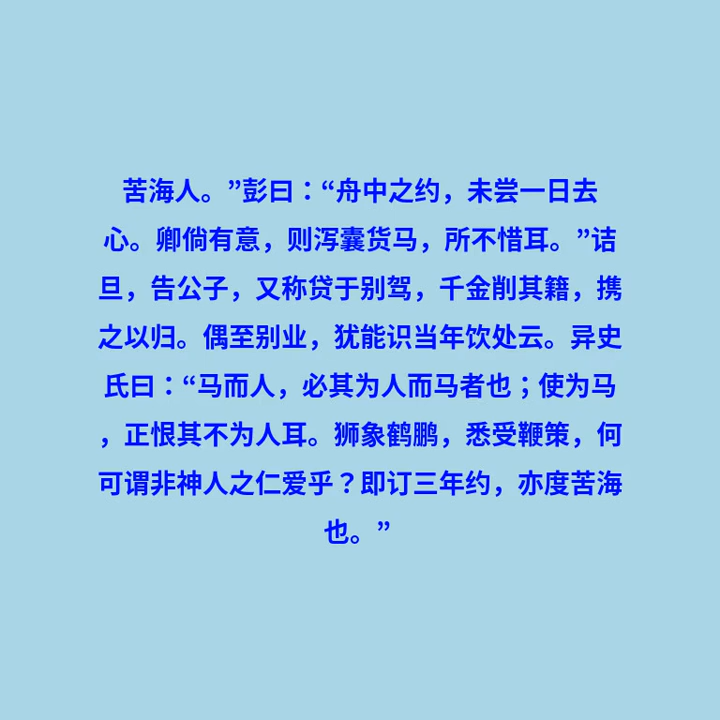 苦海人。”彭曰：“舟中之约，未尝一日去
心。卿倘有意，则泻囊货马，所不惜耳。”诘
旦，告公子，又称贷于别驾，千金削其籍，携
之以归。偶至别业，犹能识当年饮处云。异史
氏曰：“马而人，必其为人而马者也；使为马
，正恨其不为人耳。狮象鹤鹏，悉受鞭策，何
可谓非神人之仁爱乎？即订三年约，亦度苦海
也。”